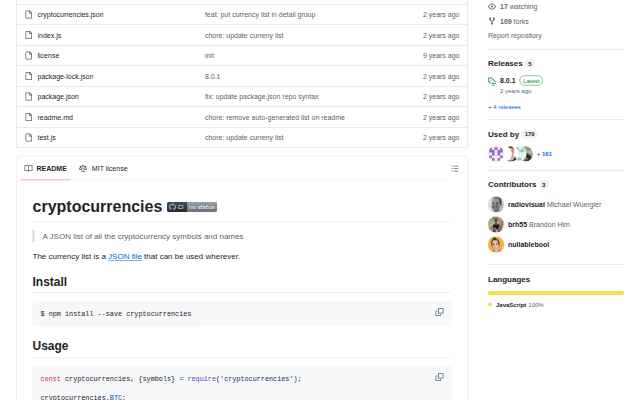 cryptocurrencies.json feat: put currency list in detail group 2 years ago
index.js chore: update curreny list 2 years ago
license init 9 years ago
package-lock.json 8.0.1 2 years ago
package.json fix: update package.json repo syntax 2 years ago
readme.md chore: remove auto-generated list on readme 2 years ago
test.js chore: update curreny list 2 years ago
README MIT license
cryptocurrencies CI no status
A JSON list of all the cryptocurrency symbols and names.
The currency list is a JSON file that can be used wherever.
Install
$ npm install --save cryptocurrencies
Usage
const cryptocurrencies, {symbols} = require('cryptocurrencies');
cryptocurrencies.BTC;
17 watching
109 forks
Report repository
Releases 5
8.0.1 Latest
2 years ago
+ 4 releases
Used by 170
+ 161
Contributors 3
radiovisual Michael Wuergler
brh55 Brandon Him
nullablebool
Languages
JavaScript 100%